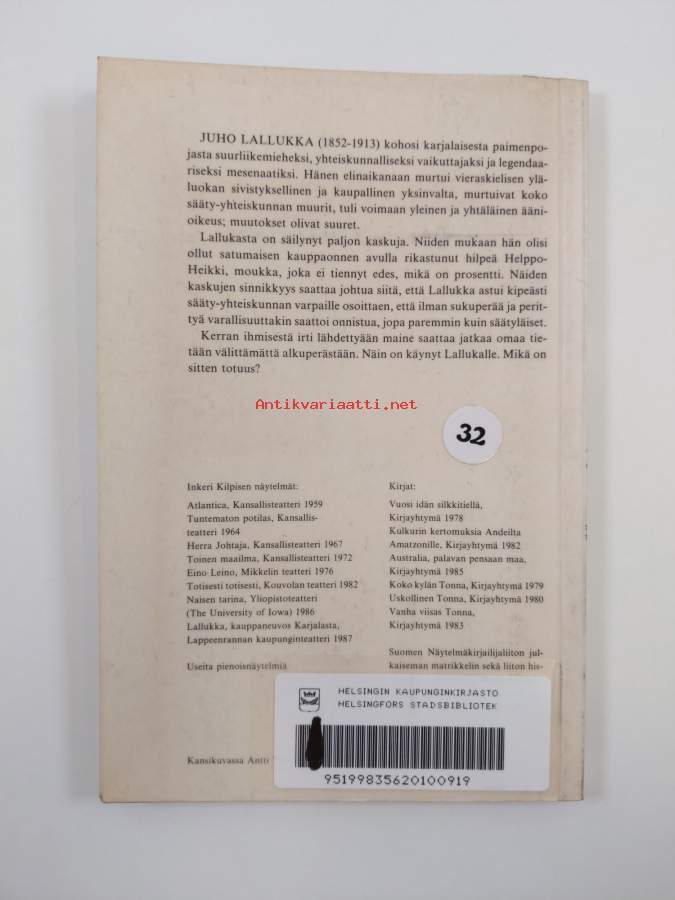 JUHO LALLUKKA (1852-1913) kohosi karjalaisesta paimenpo-
jasta suurliikemieheksi, yhteiskunnalliseksi vaikuttajaksi ja legendaa-
riseksi mesenaatiksi. Hänen elinaikanaan murtui vieraskielisen ylä-
luokan sivistyksellinen ja kaupallinen yksinvalta, murtuivat koko
sääty-yhteiskunnan muurit, tuli voimaan yleinen ja yhtäläinen ääni-
oikeus; muutokset olivat suuret.
Lallukasta on säilynyt paljon kaskuja. Niiden mukaan hän olisi
ollut satumaisen kauppaonnen avulla rikastunut hilpeä Helppo-
Heikki, moukka, joka ei tiennyt edes, mikä on prosentti. Näiden
kaskujen sinnikkyys saattaa johtua siitä, että Lallukka astui kipeästi
sääty-yhteiskunnan varpaille osoittaen, että ilman sukuperää ja perit-
tyä varallisuuttakin saattoi onnistua, jopa paremmin kuin säätyläiset.
Kerran ihmisestä irti lähdettyään maine saattaa jatkaa omaa tie-
tään välittämättä alkuperästään. Näin on käynyt Lallukalle. Mikä on
sitten totuus?
Antikvariaatti.net
32
Inkeri Kilpisen näytelmät:
Atlantica, Kansallisteatteri 1959
Tuntematon potilas, Kansallis-
teatteri 1964
Herra Johtaja, Kansallisteatteri 1967
Toinen maailma, Kansallisteatteri 1972
Eino Leino, Mikkelin teatteri 1976
Totisesti totisesti, Kouvolan teatteri 1982
Naisen tarina, Yliopistoteatteri
(The University of Iowa) 1986
Lallukka, kauppaneuvos Karjalasta,
Lappeenrannan kaupunginteatteri 1987
Useita pienoisnäytelmiä
Kirjat:
Vuosi idän silkkitiellä,
Kirjayhtymä 1978
Kulkurin kertomuksia Andeilta
Amatzonille, Kirjayhtymä 1982
Australia, palavan pensaan maa,
Kirjayhtymä 1985
Koko kylän Tonna, Kirjayhtymä 1979
Uskollinen Tonna, Kirjayhtymä 1980
Vanha viisas Tonna,
Kirjayhtymä 1983
Suomen Näytelmäkirjailijaliiton jul-
kaiseman matrikkelin sekä liiton his-
HELSINGIN KAUPUNGINKIRJASTO
HELSINGFORS STADSBIBLIOTEK
95199835620100919
Kansikuvassa Antti